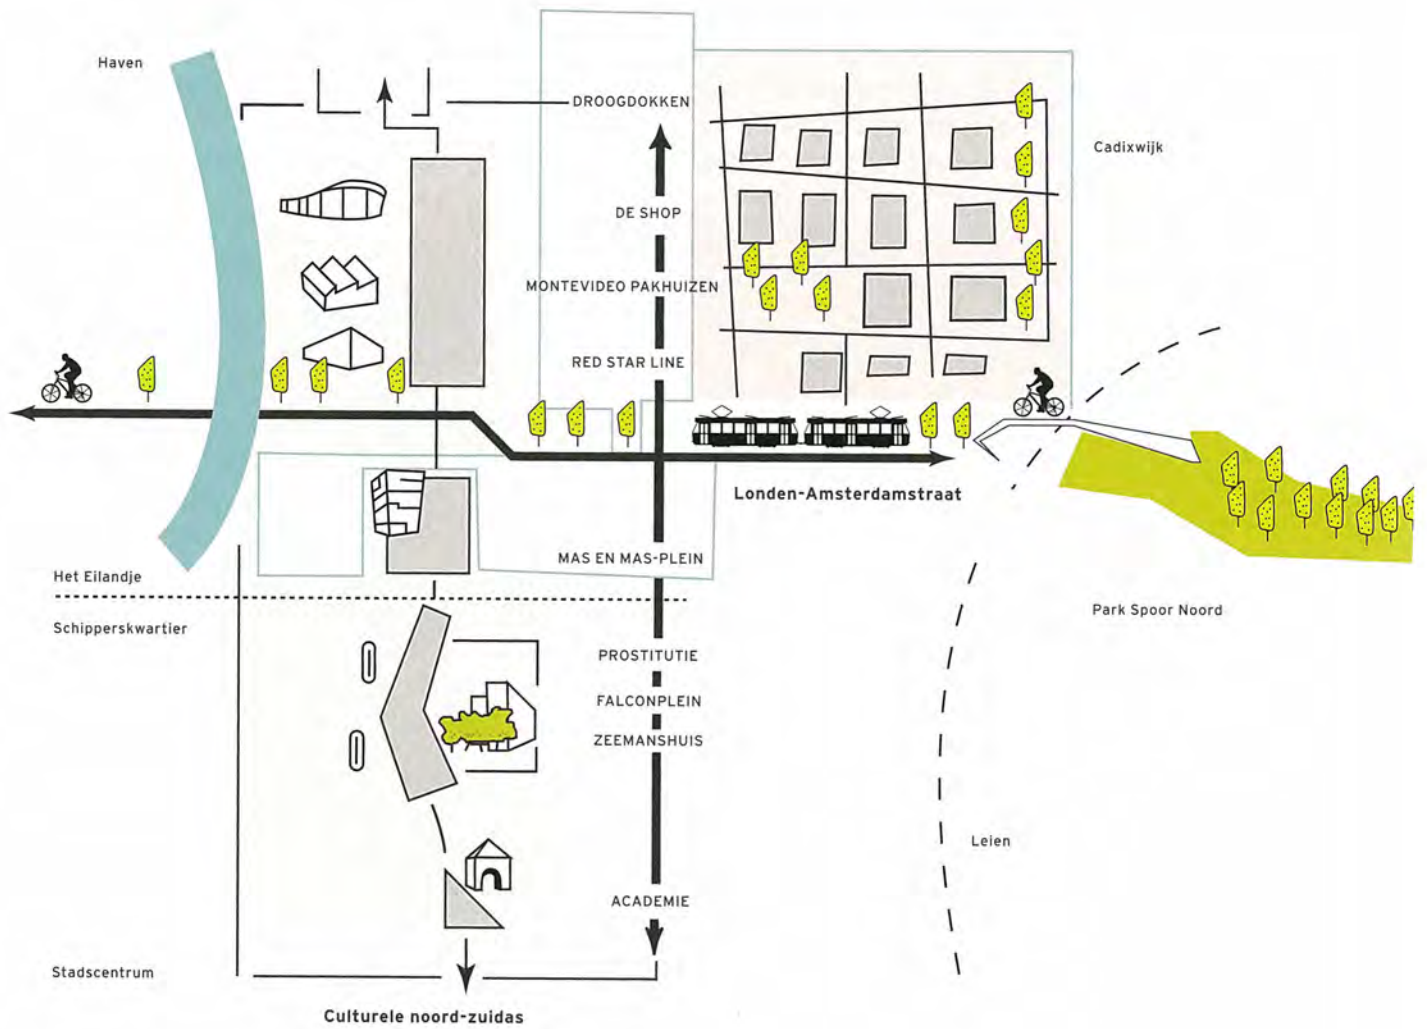 Haven
DROOGDOKKEN
Cadixwijk
DE SHOP
MONTEVIDEO PAKHUIZEN
RED STAR LINE
Londen-Amsterdamstraat
MAS EN MAS-PLEIN
Het Eilandje
Schipperskwartier
Park Spoor Noord
PROSTITUTIE
FALCONPLEIN
ZEEMANSHUIS
Leien
ACADEMIE
Stadscentrum
Culturele noord-zuidas